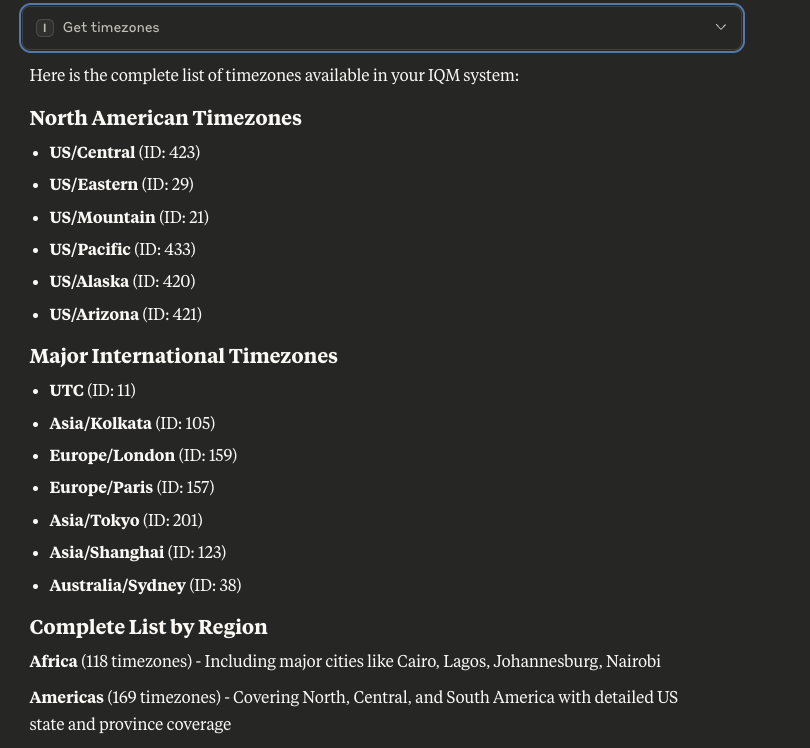 I Get timezones
Here is the complete list of timezones available in your IQM system:
North American Timezones
• US/Central (ID: 423)
• US/Eastern (ID: 29)
• US/Mountain (ID: 21)
• US/Pacific (ID: 433)
• US/Alaska (ID: 420)
• US/Arizona (ID: 421)
Major International Timezones
• UTC (ID: 11)
• Asia/Kolkata (ID: 105)
• Europe/London (ID: 159)
• Europe/Paris (ID: 157)
• Asia/Tokyo (ID: 201)
• Asia/Shanghai (ID: 123)
• Australia/Sydney (ID: 38)
Complete List by Region
Africa (118 timezones) - Including major cities like Cairo, Lagos, Johannesburg, Nairobi
Americas (169 timezones) - Covering North, Central, and South America with detailed US
state and province coverage